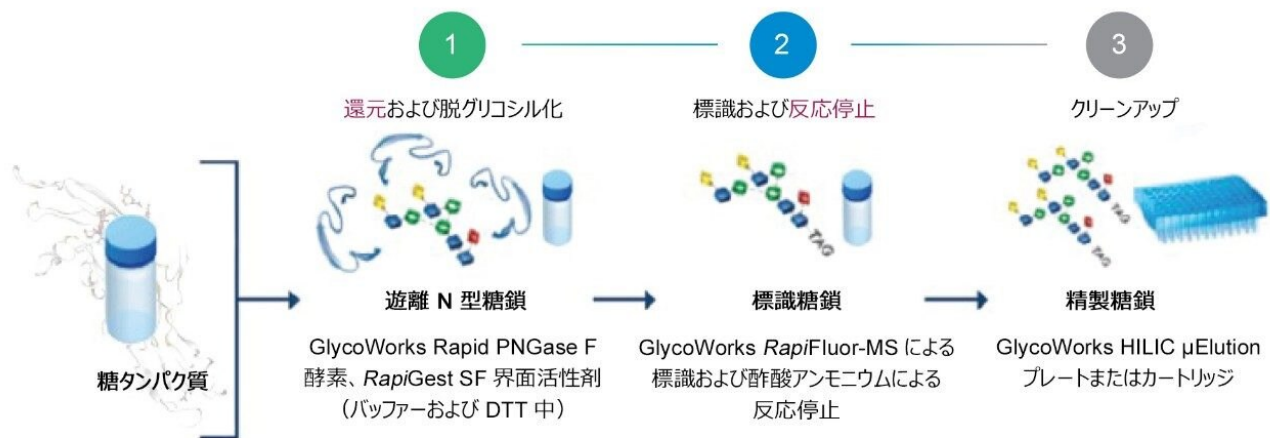 1
2
3
還元および脱グリコシル化
標識および反応停止
クリーンアップ
TAG
TAG
TAG
糖タンパク質
遊離 N 型糖鎖
標識糖鎖
精製糖鎖
GlycoWorks Rapid PNGase F
酵素、RapiGest SF 界面活性剤
（バッファーおよび DTT 中）
GlycoWorks RapiFluor-MS による
標識および酢酸アンモニウムによる
反応停止
GlycoWorks HILIC µElution
プレートまたはカートリッジ